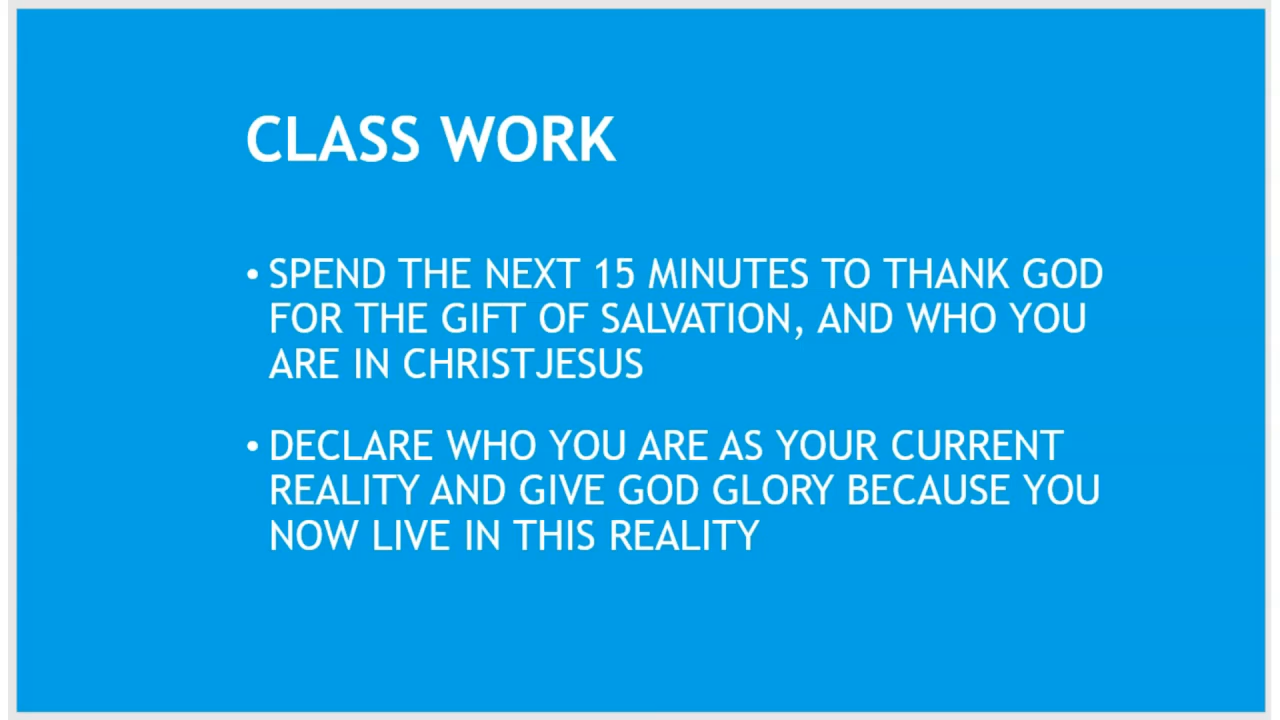 CLASS WORK
• SPEND THE NEXT 15 MINUTES TO THANK GOD
FOR THE GIFT OF SALVATION, AND WHO YOU
ARE IN CHRISTJESUS
• DECLARE WHO YOU ARE AS YOUR CURRENT
REALITY AND GIVE GOD GLORY BECAUSE YOU
NOW LIVE IN THIS REALITY